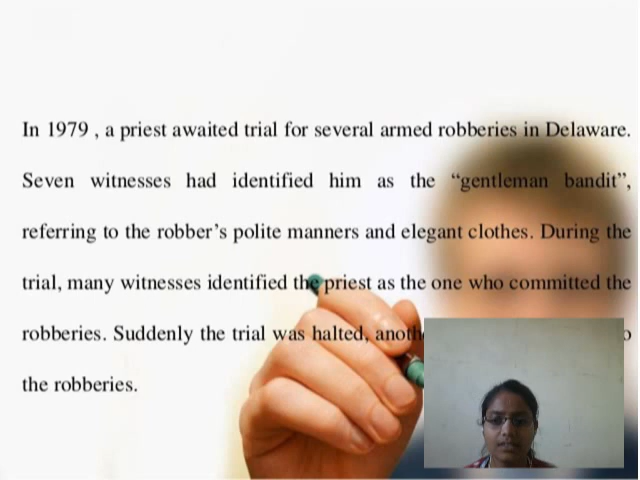 In 1979 , a priest awaited trial for several armed robberies in Delaware.
Seven witnesses had identified him as the “gentleman bandit”,
referring to the robber’s polite manners and elegant clothes. During the
trial, many witnesses identified the priest as the one who committed the
robberies. Suddenly the trial was halted,
the robberies.